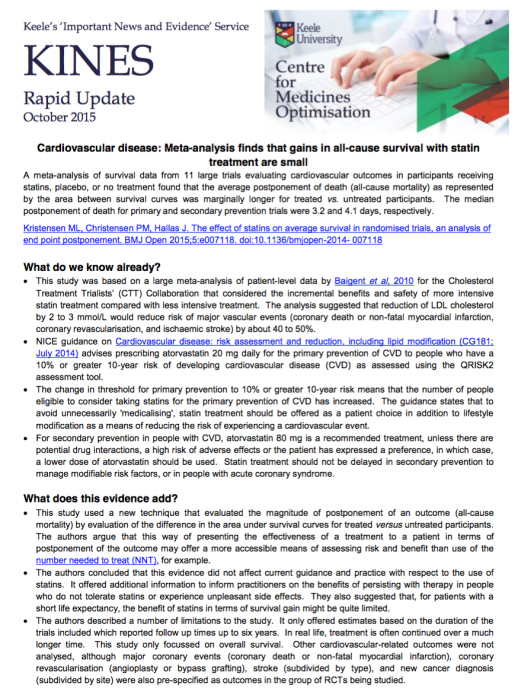 Keele's 'Important News and Evidence' Service
KINES
Rapid Update
October 2015
Keele
University
Centre
for
Medicines
Optimisation
Cardiovascular disease: Meta-analysis finds that gains in all-cause survival with statin
treatment are small
A meta-analysis of survival data from 11 large trials evaluating cardiovascular outcomes in participants receiving
statins, placebo, or no treatment found that the average postponement of death (all-cause mortality) as represented
by the area between survival curves was marginally longer for treated vs. untreated participants. The median
postponement of death for primary and secondary prevention trials were 3.2 and 4.1 days, respectively.
Kristensen ML, Christensen PM, Hallas J. The effect of statins on average survival in randomised trials, an analysis of
end point postponement. BMJ Open 2015;5:e007118. doi:10.1136/bmjopen-2014- 007118
What do we know already?
• This study was based on a large meta-analysis of patient-level data by Baigent et al, 2010 for the Cholesterol
Treatment Trialists' (CTT) Collaboration that considered the incremental benefits and safety of more intensive
statin treatment compared with less intensive treatment. The analysis suggested that reduction of LDL cholesterol
by 2 to 3 mmol/L would reduce risk of major vascular events (coronary death or non-fatal myocardial infarction,
coronary revascularisation, and ischaemic stroke) by about 40 to 50%.
• NICE guidance on Cardiovascular disease: risk assessment and reduction, including lipid modification (CG181;
July 2014) advises prescribing atorvastatin 20 mg daily for the primary prevention of CVD to people who have a
10% or greater 10-year risk of developing cardiovascular disease (CVD) as assessed using the QRISK2
assessment tool.
• The change in threshold for primary prevention to 10% or greater 10-year risk means that the number of people
eligible to consider taking statins for the primary prevention of CVD has increased. The guidance states that to
avoid unnecessarily 'medicalising', statin treatment should be offered as a patient choice in addition to lifestyle
modification as a means of reducing the risk of experiencing a cardiovascular event.
• For secondary prevention in people with CVD, atorvastatin 80 mg is a recommended treatment, unless there are
potential drug interactions, a high risk of adverse effects or the patient has expressed a preference, in which case,
a lower dose of atorvastatin should be used. Statin treatment should not be delayed in secondary prevention to
manage modifiable risk factors, or in people with acute coronary syndrome.
What does this evidence add?
• This study used a new technique that evaluated the magnitude of postponement of an outcome (all-cause
mortality) by evaluation of the difference in the area under survival curves for treated versus untreated participants.
The authors argue that this way of presenting the effectiveness of a treatment to a patient in terms of
postponement of the outcome may offer a more accessible means of assessing risk and benefit than use of the
number needed to treat (NNT), for example.
• The authors concluded that this evidence did not affect current guidance and practice with respect to the use of
statins. It offered additional information to inform practitioners on the benefits of persisting with therapy in people
who do not tolerate statins or experience unpleasant side effects. They also suggested that, for patients with a
short life expectancy, the benefit of statins in terms of survival gain might be quite limited.
• The authors described a number of limitations to the study. It only offered estimates based on the duration of the
trials included which reported follow up times up to six years. In real life, treatment is often continued over a much
longer time. This study only focussed on overall survival. Other cardiovascular-related outcomes were not
analysed, although major coronary events (coronary death or non-fatal myocardial infarction), coronary
revascularisation (angioplasty or bypass grafting), stroke (subdivided by type), and new cancer diagnosis
(subdivided by site) were also pre-specified as outcomes in the group of RCTs being studied.